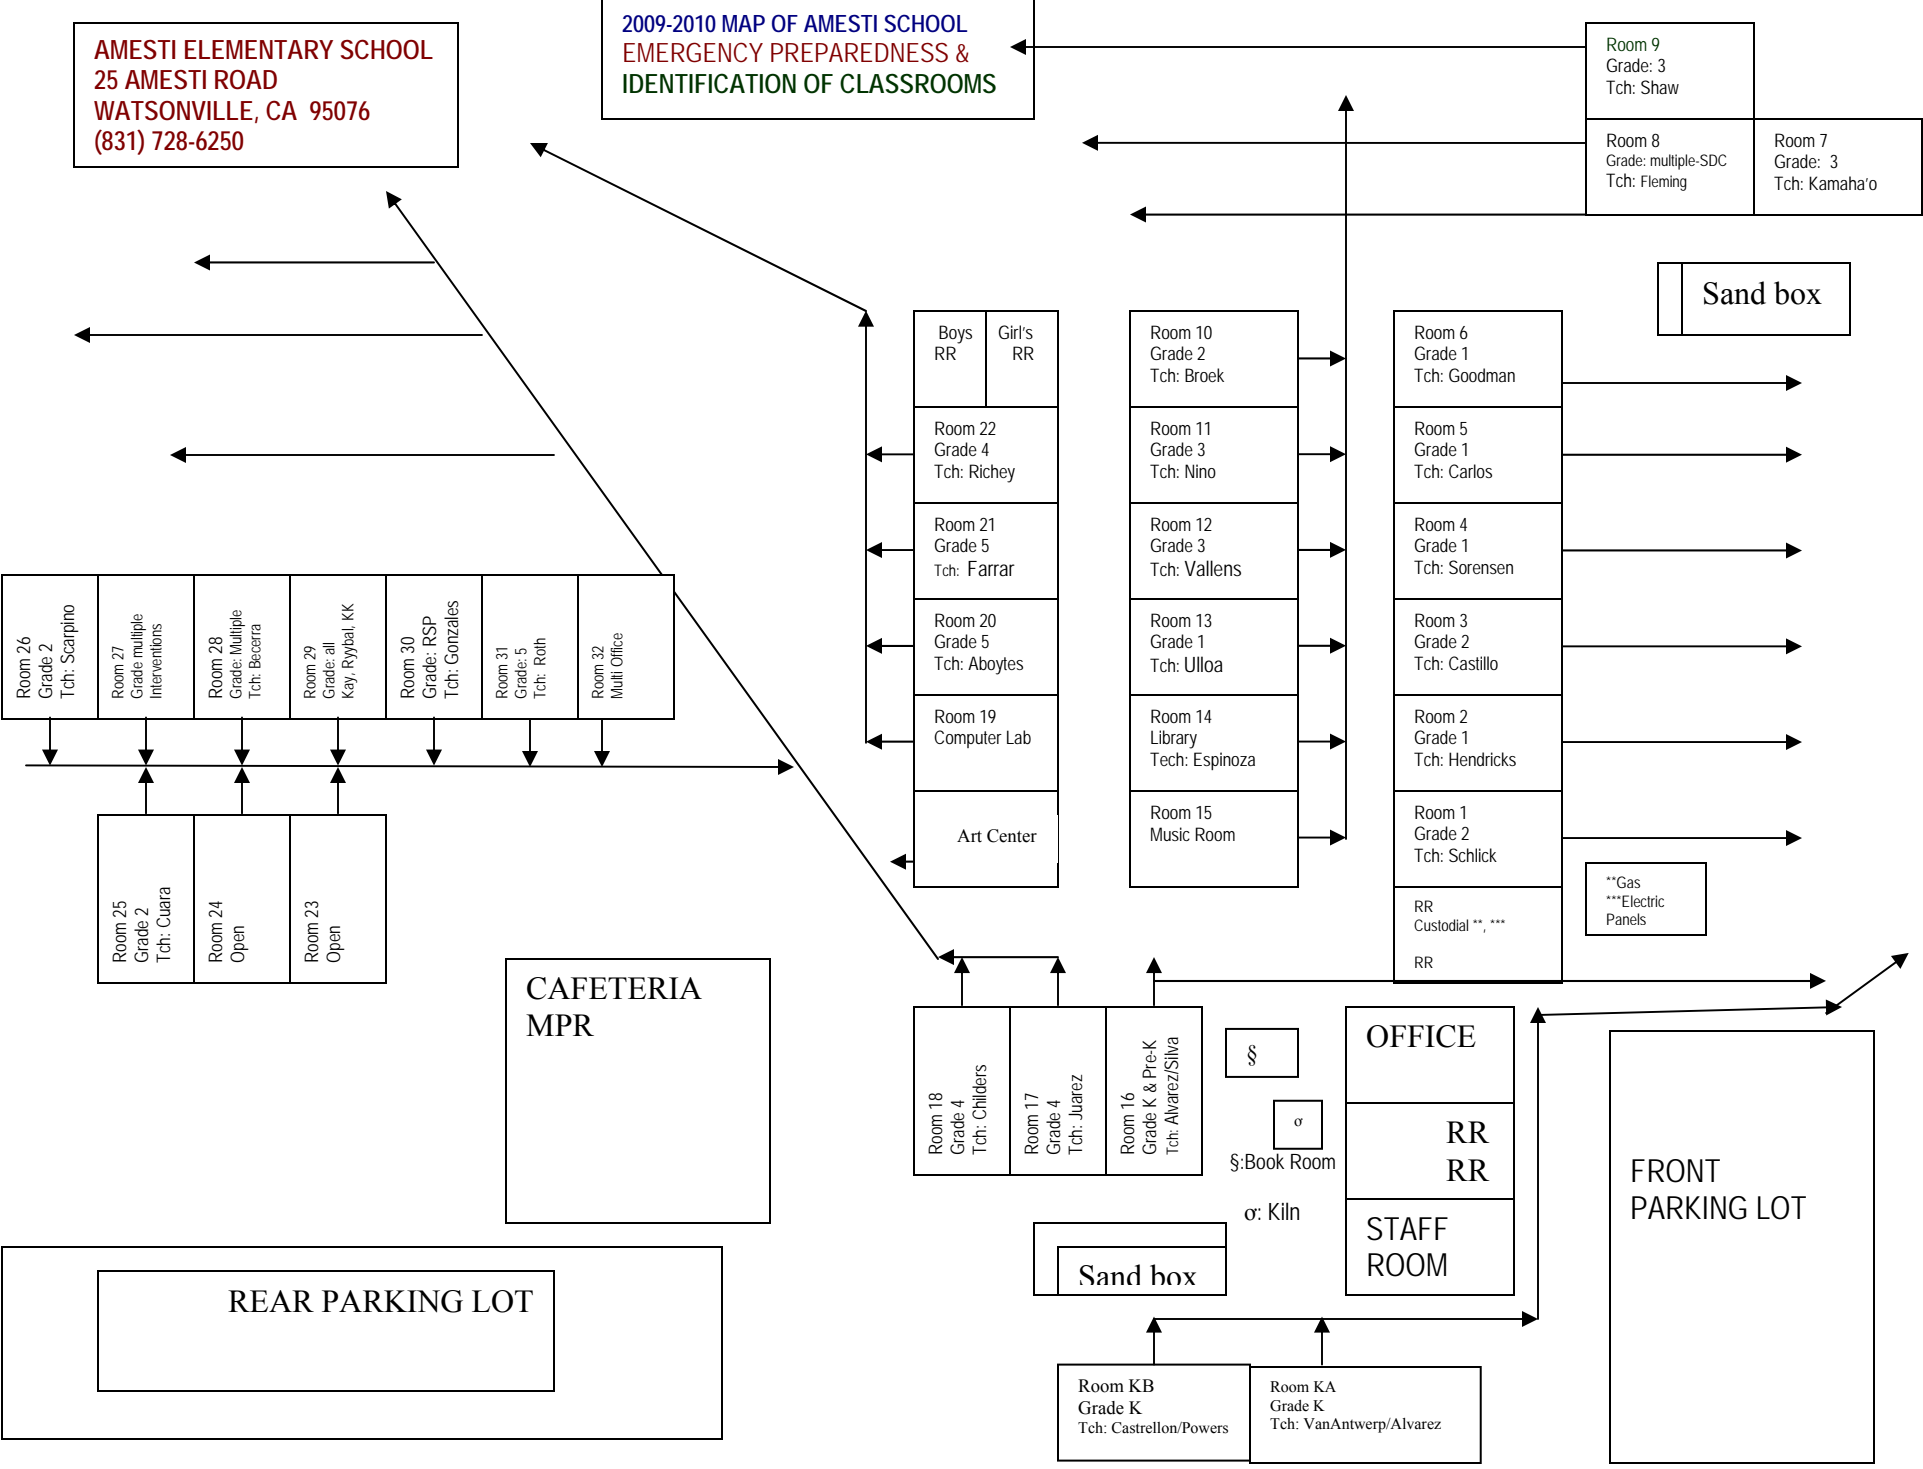 AMESTI ELEMENTARY SCHOOL
25 AMESTI ROAD
WATSONVILLE, CA 95076
(831) 728-6250
2009-2010 MAP OF AMESTI SCHOOL
EMERGENCY PREPAREDNESS &
IDENTIFICATION OF CLASSROOMS
Room 9
Grade: 3
Tch: Shaw
Room 8
Grade: multiple-SDC
Tch: Fleming
Room 7
Grade: 3
Tch: Kamaha'o
Sand box
Boys
RR
Girl's
RR
Room 22
Grade 4
Tch: Richey
Room 21
Grade 5
Tch: Farrar
Room 20
Grade 5
Tch: Aboytes
Room 19
Computer Lab
Art Center
Room 10
Grade 2
Tch: Broek
Room 11
Grade 3
Tch: Nino
Room 12
Grade 3
Tch: Vallens
Room 13
Grade 1
Tch: Ulloa
Room 14
Library
Tech: Espinoza
Room 15
Music Room
Room 6
Grade 1
Tch: Goodman
Room 5
Grade 1
Tch: Carlos
Room 4
Grade 1
Tch: Sorensen
Room 3
Grade 2
Tch: Castillo
Room 2
Grade 1
Tch: Hendricks
Room 1
Grade 2
Tch: Schlick
RR
Custodial **, ***
RR
**Gas
***Electric
Panels
Room 26
Grade 2
Tch: Scarpino
Room 27
Grade multiple
Interventions
Room 28
Grade: Multiple
Tch: Becerra
Room 29
Grade: all
Kay, Ryybal, KK
Room 30
Grade: RSP
Tch: Gonzales
Room 31
Grade: 5
Tch: Roth
Room 32
Multi Office
Room 25
Grade 2
Tch: Cuara
Room 24
Open
Room 23
Open
CAFETERIA
MPR
Room 18
Grade 4
Tch: Childers
Room 17
Grade 4
Tch: Juarez
Room 16
Grade K & Pre-K
Tch: Alvarez/Silva
§
σ
§:Book Room
σ: Kiln
OFFICE
RR
RR
STAFF
ROOM
FRONT
PARKING LOT
Sand box
REAR PARKING LOT
Room KB
Grade K
Tch: Castrellon/Powers
Room KA
Grade K
Tch: VanAntwerp/Alvarez